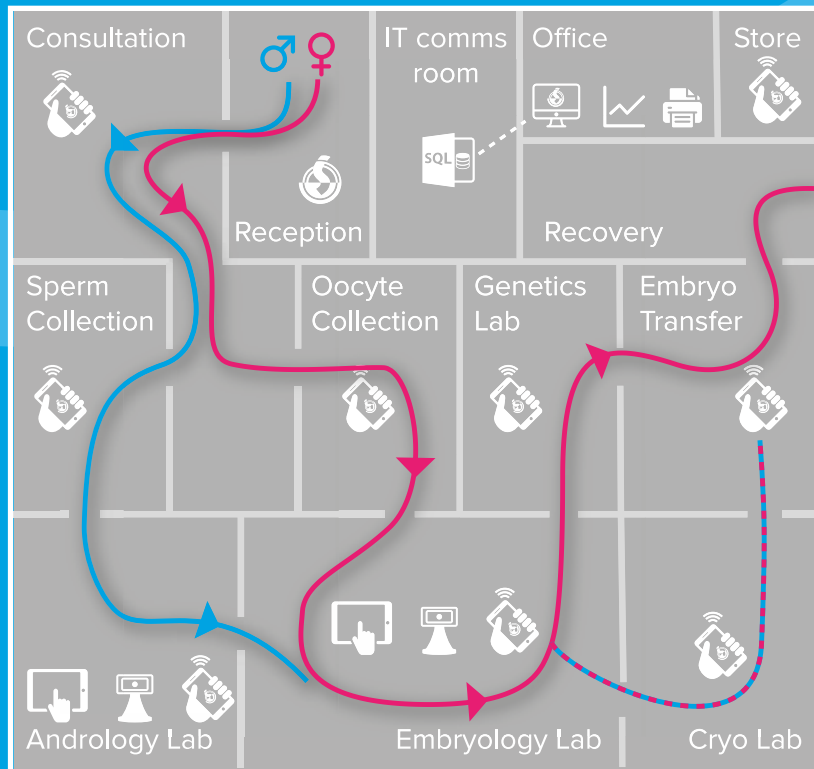 Consultation
IT comms
room
Office
Store
SQL
Reception
Recovery
Sperm
Collection
Oocyte
Collection
Genetics
Lab
Embryo
Transfer
Andrology Lab
Embryology Lab
Cryo Lab